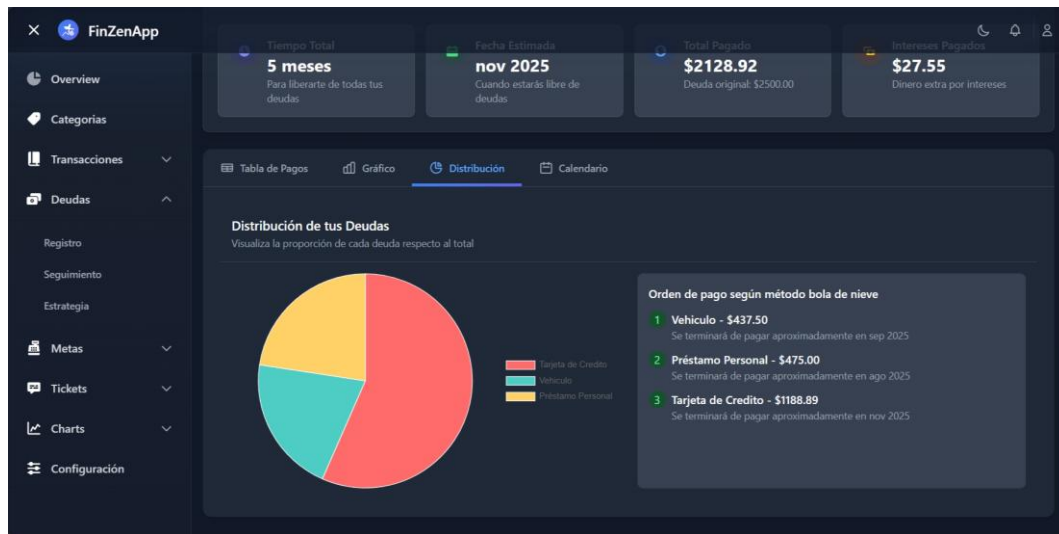 FinZenApp
Overview
Categorias
Transacciones
Deudas
Registro
Seguimiento
Estrategia
Metas
Tickets
Charts
Configuración
Tiempo Total
5 meses
Para liberarte de todas tus
deudas
Fecha Estimada
nov 2025
Cuando estarás libre de
deudas
Total Pagado
$2128.92
Deuda original: $2500.00
Intereses Pagados
$27.55
Dinero extra por intereses
Tabla de Pagos
Gráfico
Distribución
Calendario
Distribución de tus Deudas
Visualiza la proporción de cada deuda respecto al total
Tarjeta de Credito
Vehiculo
Préstamo Personal
Orden de pago según método bola de nieve
1 Vehiculo - $437.50
Se terminará de pagar aproximadamente en sep 2025
2 Préstamo Personal - $475.00
Se terminará de pagar aproximadamente en ago 2025
3 Tarjeta de Credito - $1188.89
Se terminará de pagar aproximadamente en nov 2025